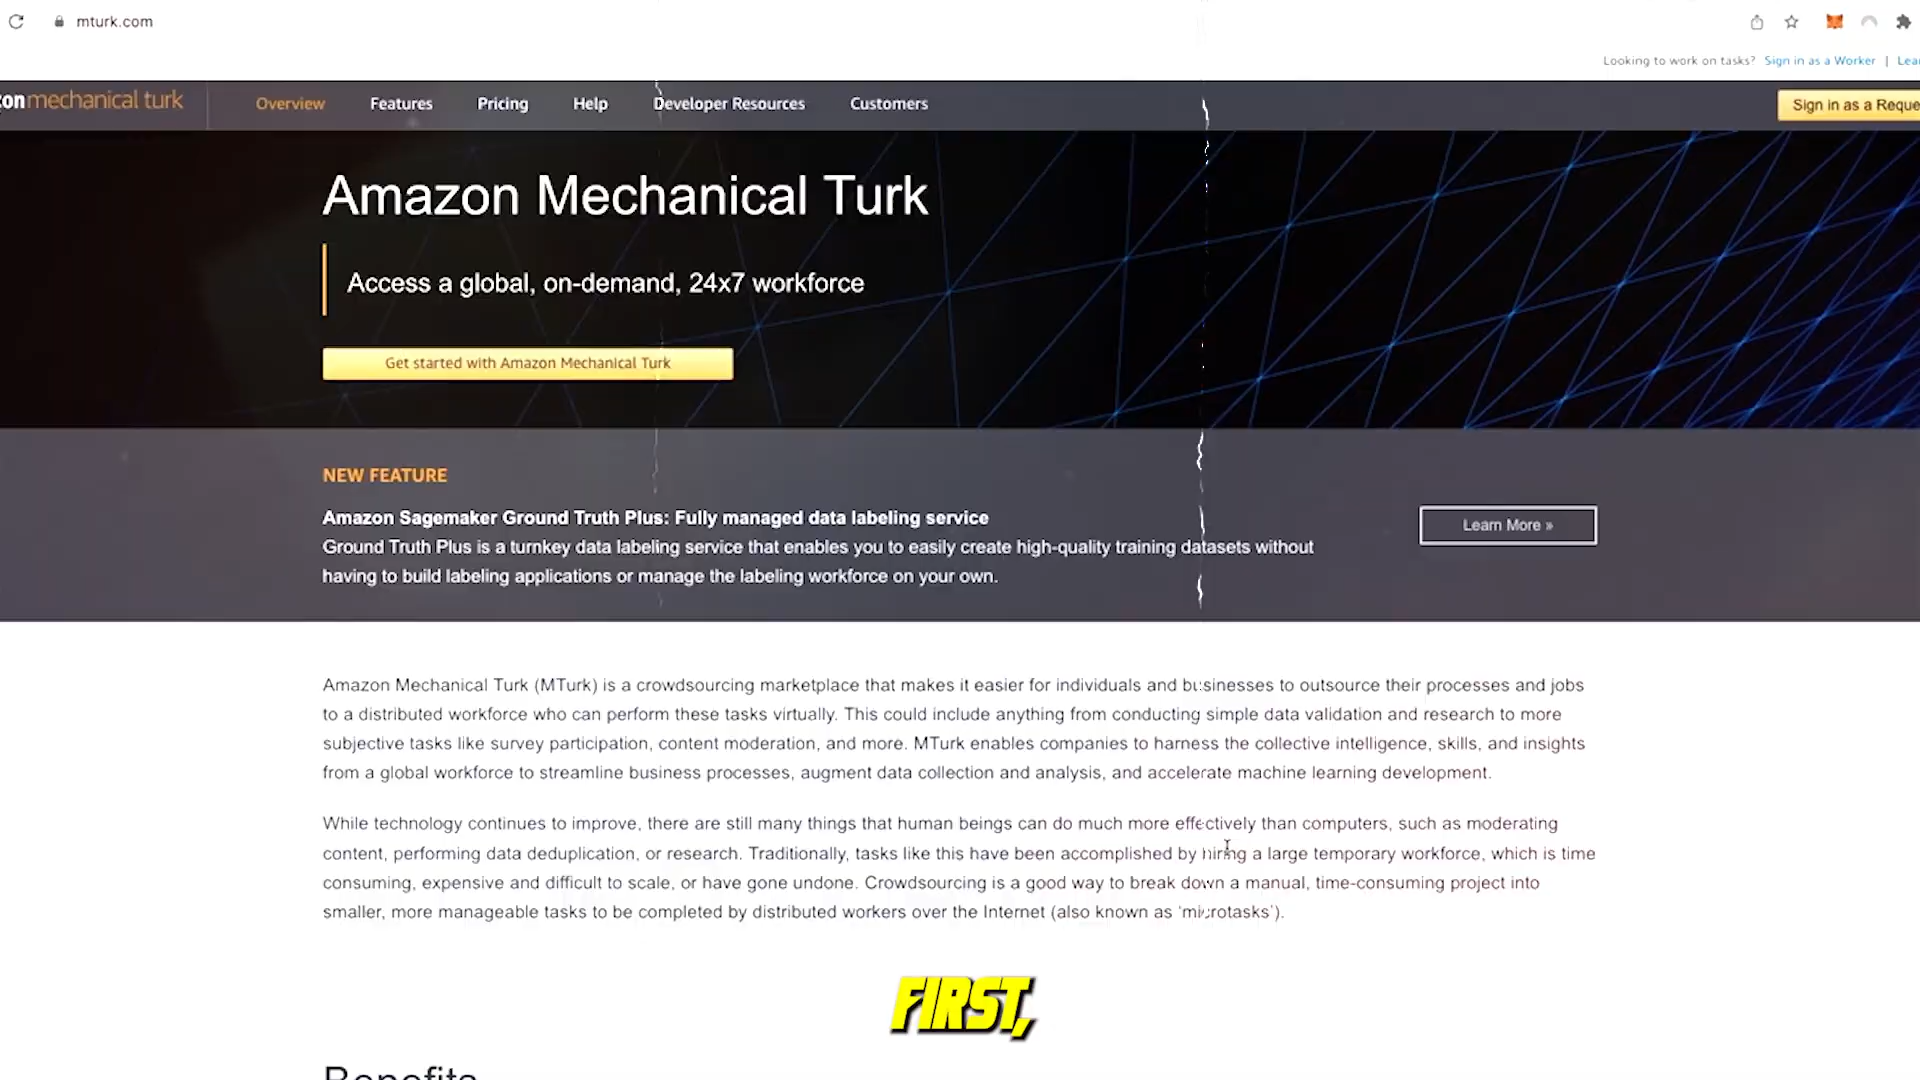 mturk.com
Looking to work on tasks? Sign in as a Worker |
mechanical turk
Overview Features Pricing Help Developer Resources Customers
Sign in as a
Amazon Mechanical Turk
Access a global, on-demand, 24x7 workforce
Get started with Amazon Mechanical Turk
NEW FEATURE
Amazon Sagemaker Ground Truth Plus: Fully managed data labeling service
Ground Truth Plus is a turnkey data labeling service that enables you to easily create high-quality training datasets without
having to build labeling applications or manage the labeling workforce on your own.
Learn More »
Amazon Mechanical Turk (MTurk) is a crowdsourcing marketplace that makes it easier for individuals and businesses to outsource their processes and jobs
to a distributed workforce who can perform these tasks virtually. This could include anything from conducting simple data validation and research to more
subjective tasks like survey participation, content moderation, and more. MTurk enables companies to harness the collective intelligence, skills, and insights
from a global workforce to streamline business processes, augment data collection and analysis, and accelerate machine learning development.
While technology continues to improve, there are still many things that human beings can do much more effectively than computers, such as moderating
content, performing data deduplication, or research. Traditionally, tasks like this have been accomplished by hiring a large temporary workforce, which is time
consuming, expensive and difficult to scale, or have gone undone. Crowdsourcing is a good way to break down a manual, time-consuming project into
smaller, more manageable tasks to be completed by distributed workers over the Internet (also known as ‘microtasks’).
FIRST,
Benefits